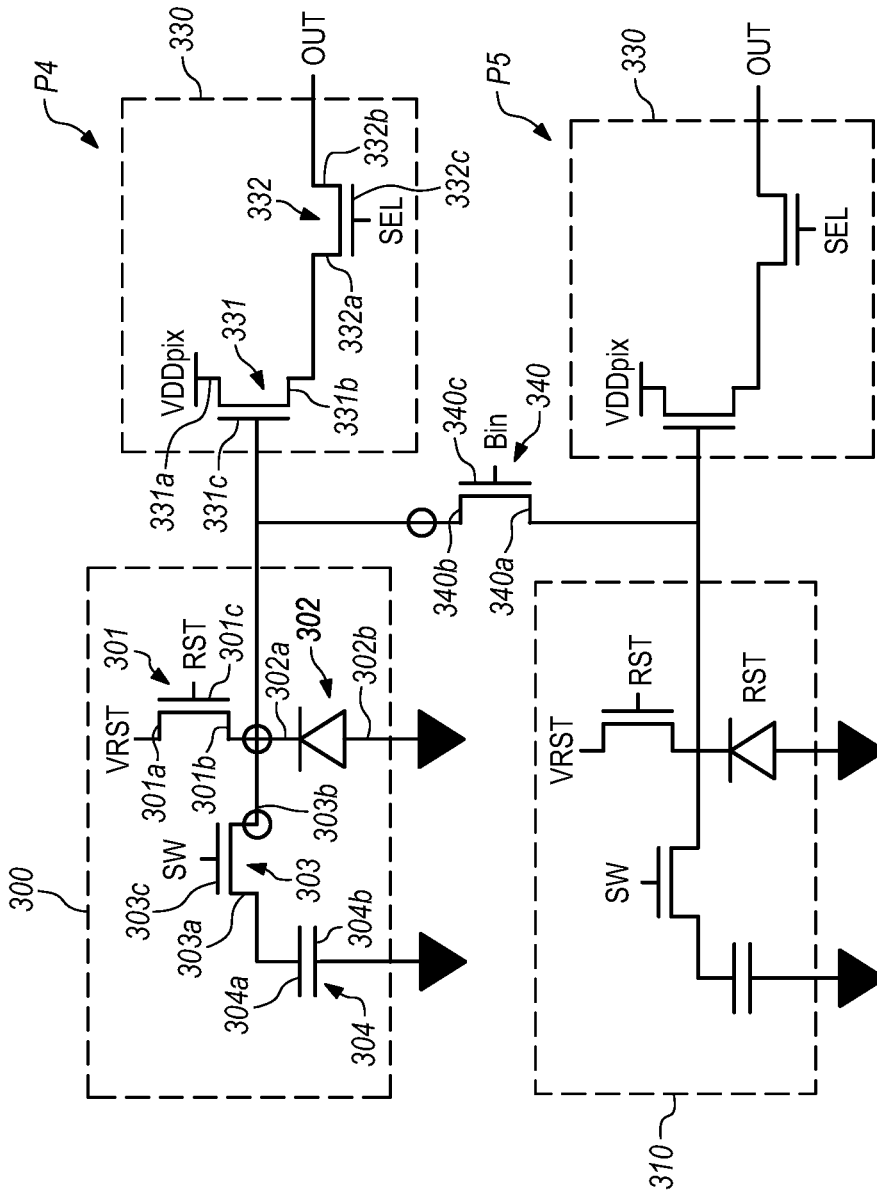 P4
330
OUT
332
332b
332c
SEL
332a
VDDpix
331
331a
331b
331c
300
VRST
301
RST
301a
301c
301b
302
302a
302b
SW
303c
303b
303
303a
304a
304b
304
340c
Bin
340b
340
340a
P5
330
OUT
SEL
VDDpix
VRST
RST
RST
SW
310